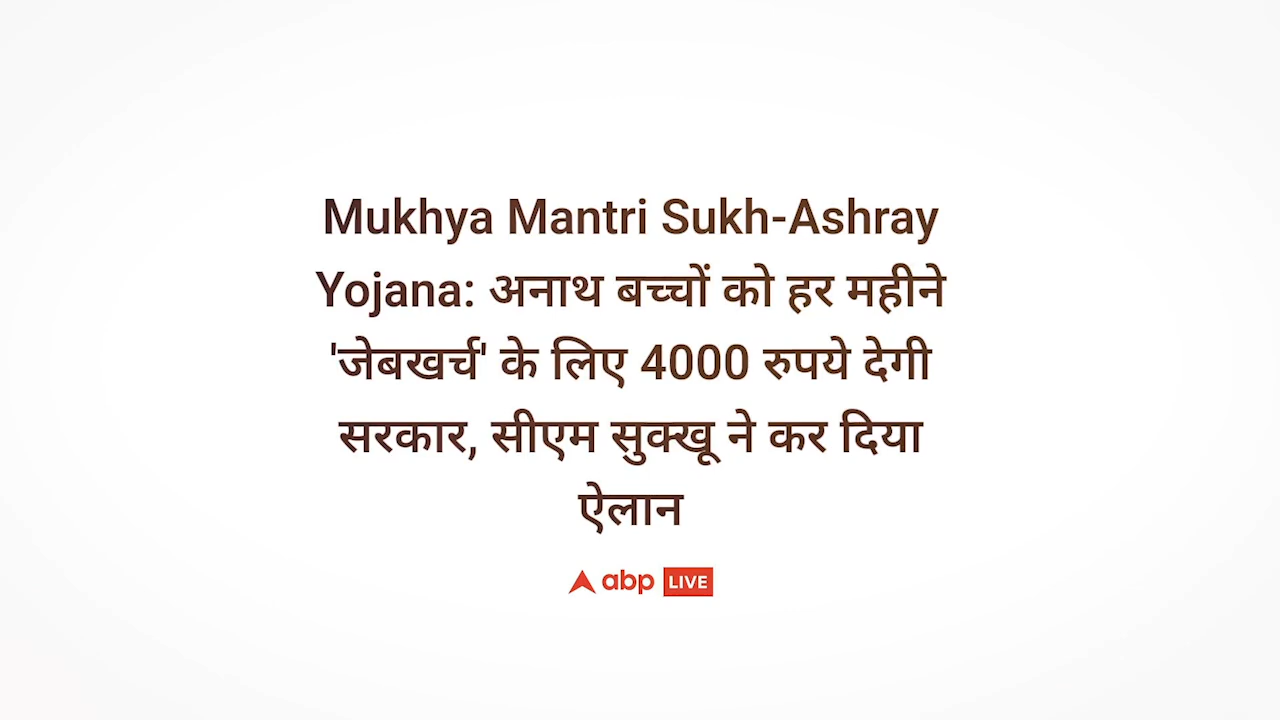 Mukhya Mantri Sukh-Ashray
Yojana: अनाथ बच्चों को हर महीने
'जेबखर्च' के लिए 4000 रुपये देगी
सरकार, सीएम सुक्खू ने कर दिया
ऐलान
abp LIVE